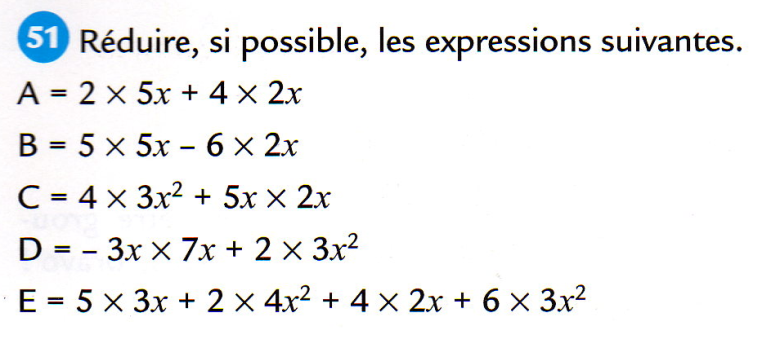 51 Réduire, si possible, les expressions suivantes.
A = 2 × 5x + 4 × 2x
B = 5 × 5x – 6 × 2x
C = 4 × 3x² + 5x × 2x
D = – 3x × 7x + 2 × 3x²
E = 5 × 3x + 2 × 4x² + 4 × 2x + 6 × 3x²